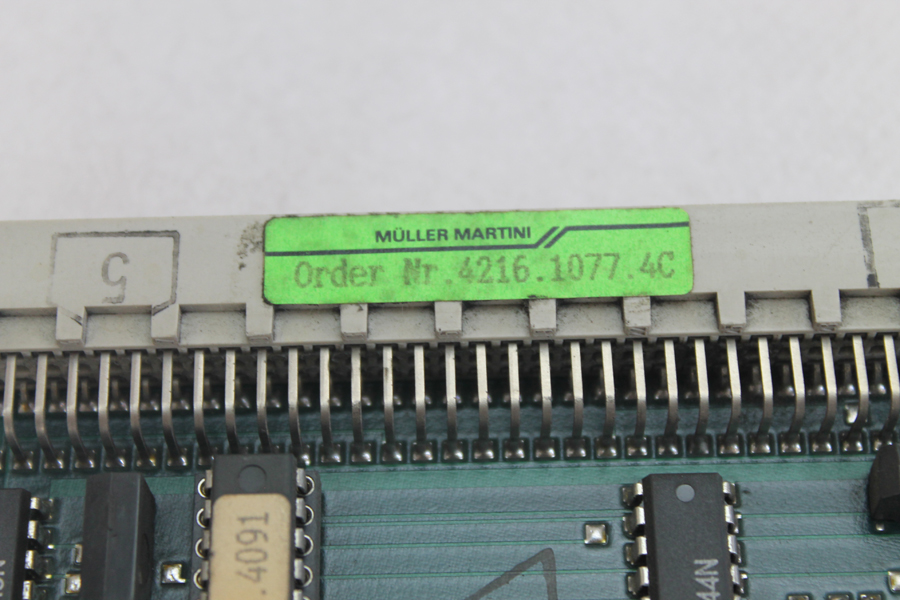 MÜLLER MARTINI
Order Nr.4216.1077.4C
5
.4091
44N